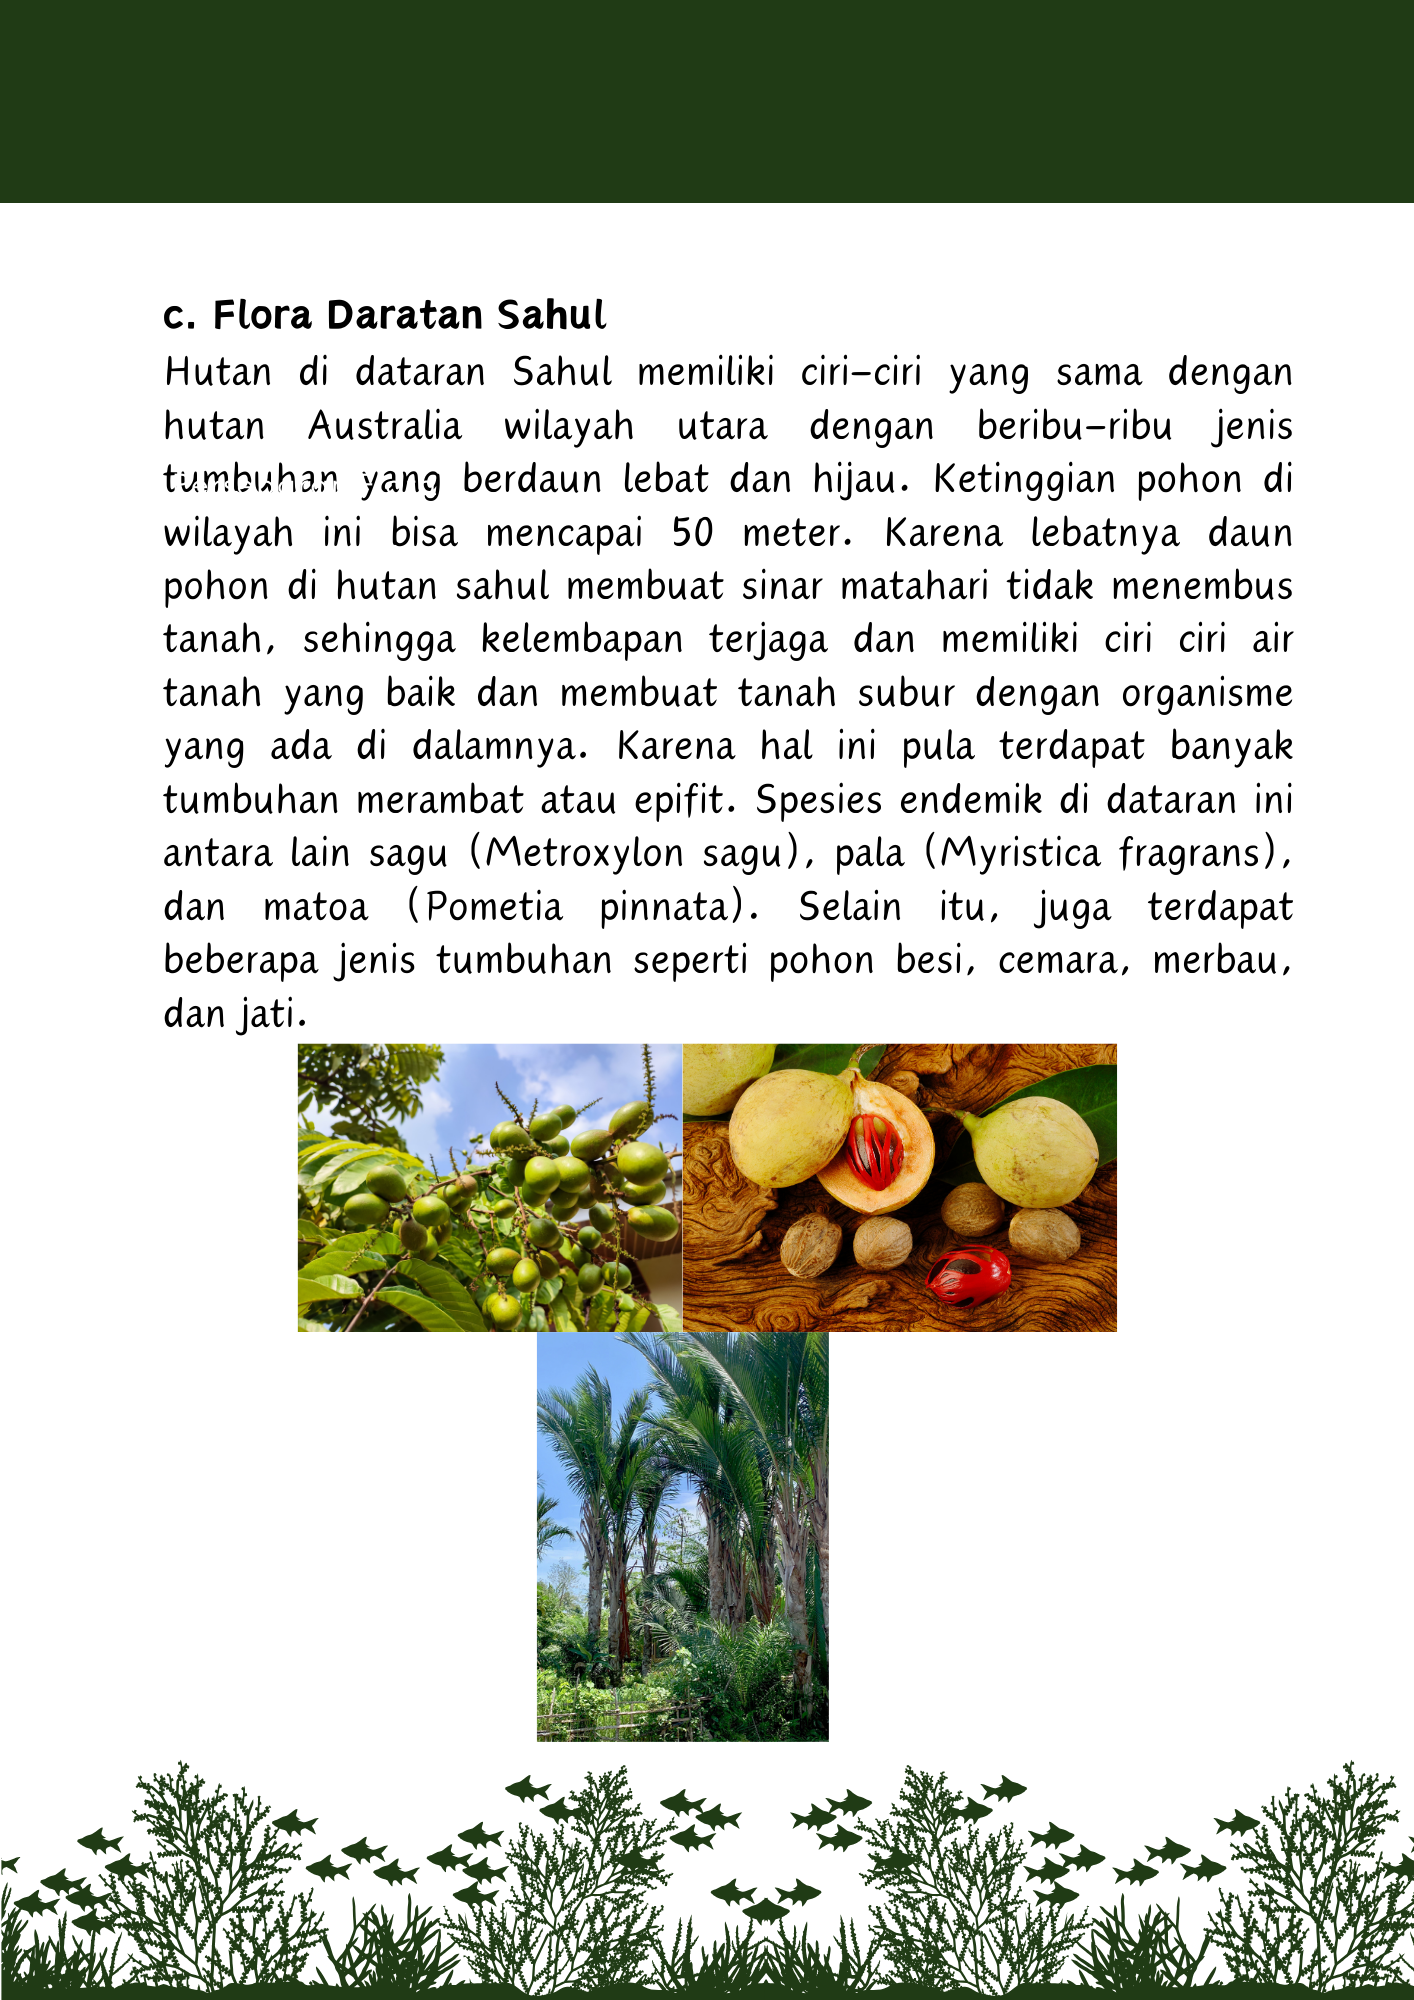 c. Flora Daratan Sahul
Hutan di dataran Sahul memiliki ciri-ciri yang sama dengan
hutan Australia wilayah utara dengan beribu-ribu jenis
tumbuhan yang berdaun lebat dan hijau. Ketinggian pohon di
wilayah ini bisa mencapai 50 meter. Karena lebatnya daun
pohon di hutan sahul membuat sinar matahari tidak menembus
tanah, sehingga kelembapan terjaga dan memiliki ciri ciri air
tanah yang baik dan membuat tanah subur dengan organisme
yang ada di dalamnya. Karena hal ini pula terdapat banyak
tumbuhan merambat atau epifit. Spesies endemik di dataran ini
antara lain sagu (Metroxylon sagu), pala (Myristica fragrans),
dan matoa (Pometia pinnata). Selain itu, juga terdapat
beberapa jenis tumbuhan seperti pohon besi, cemara, merbau,
dan jati.